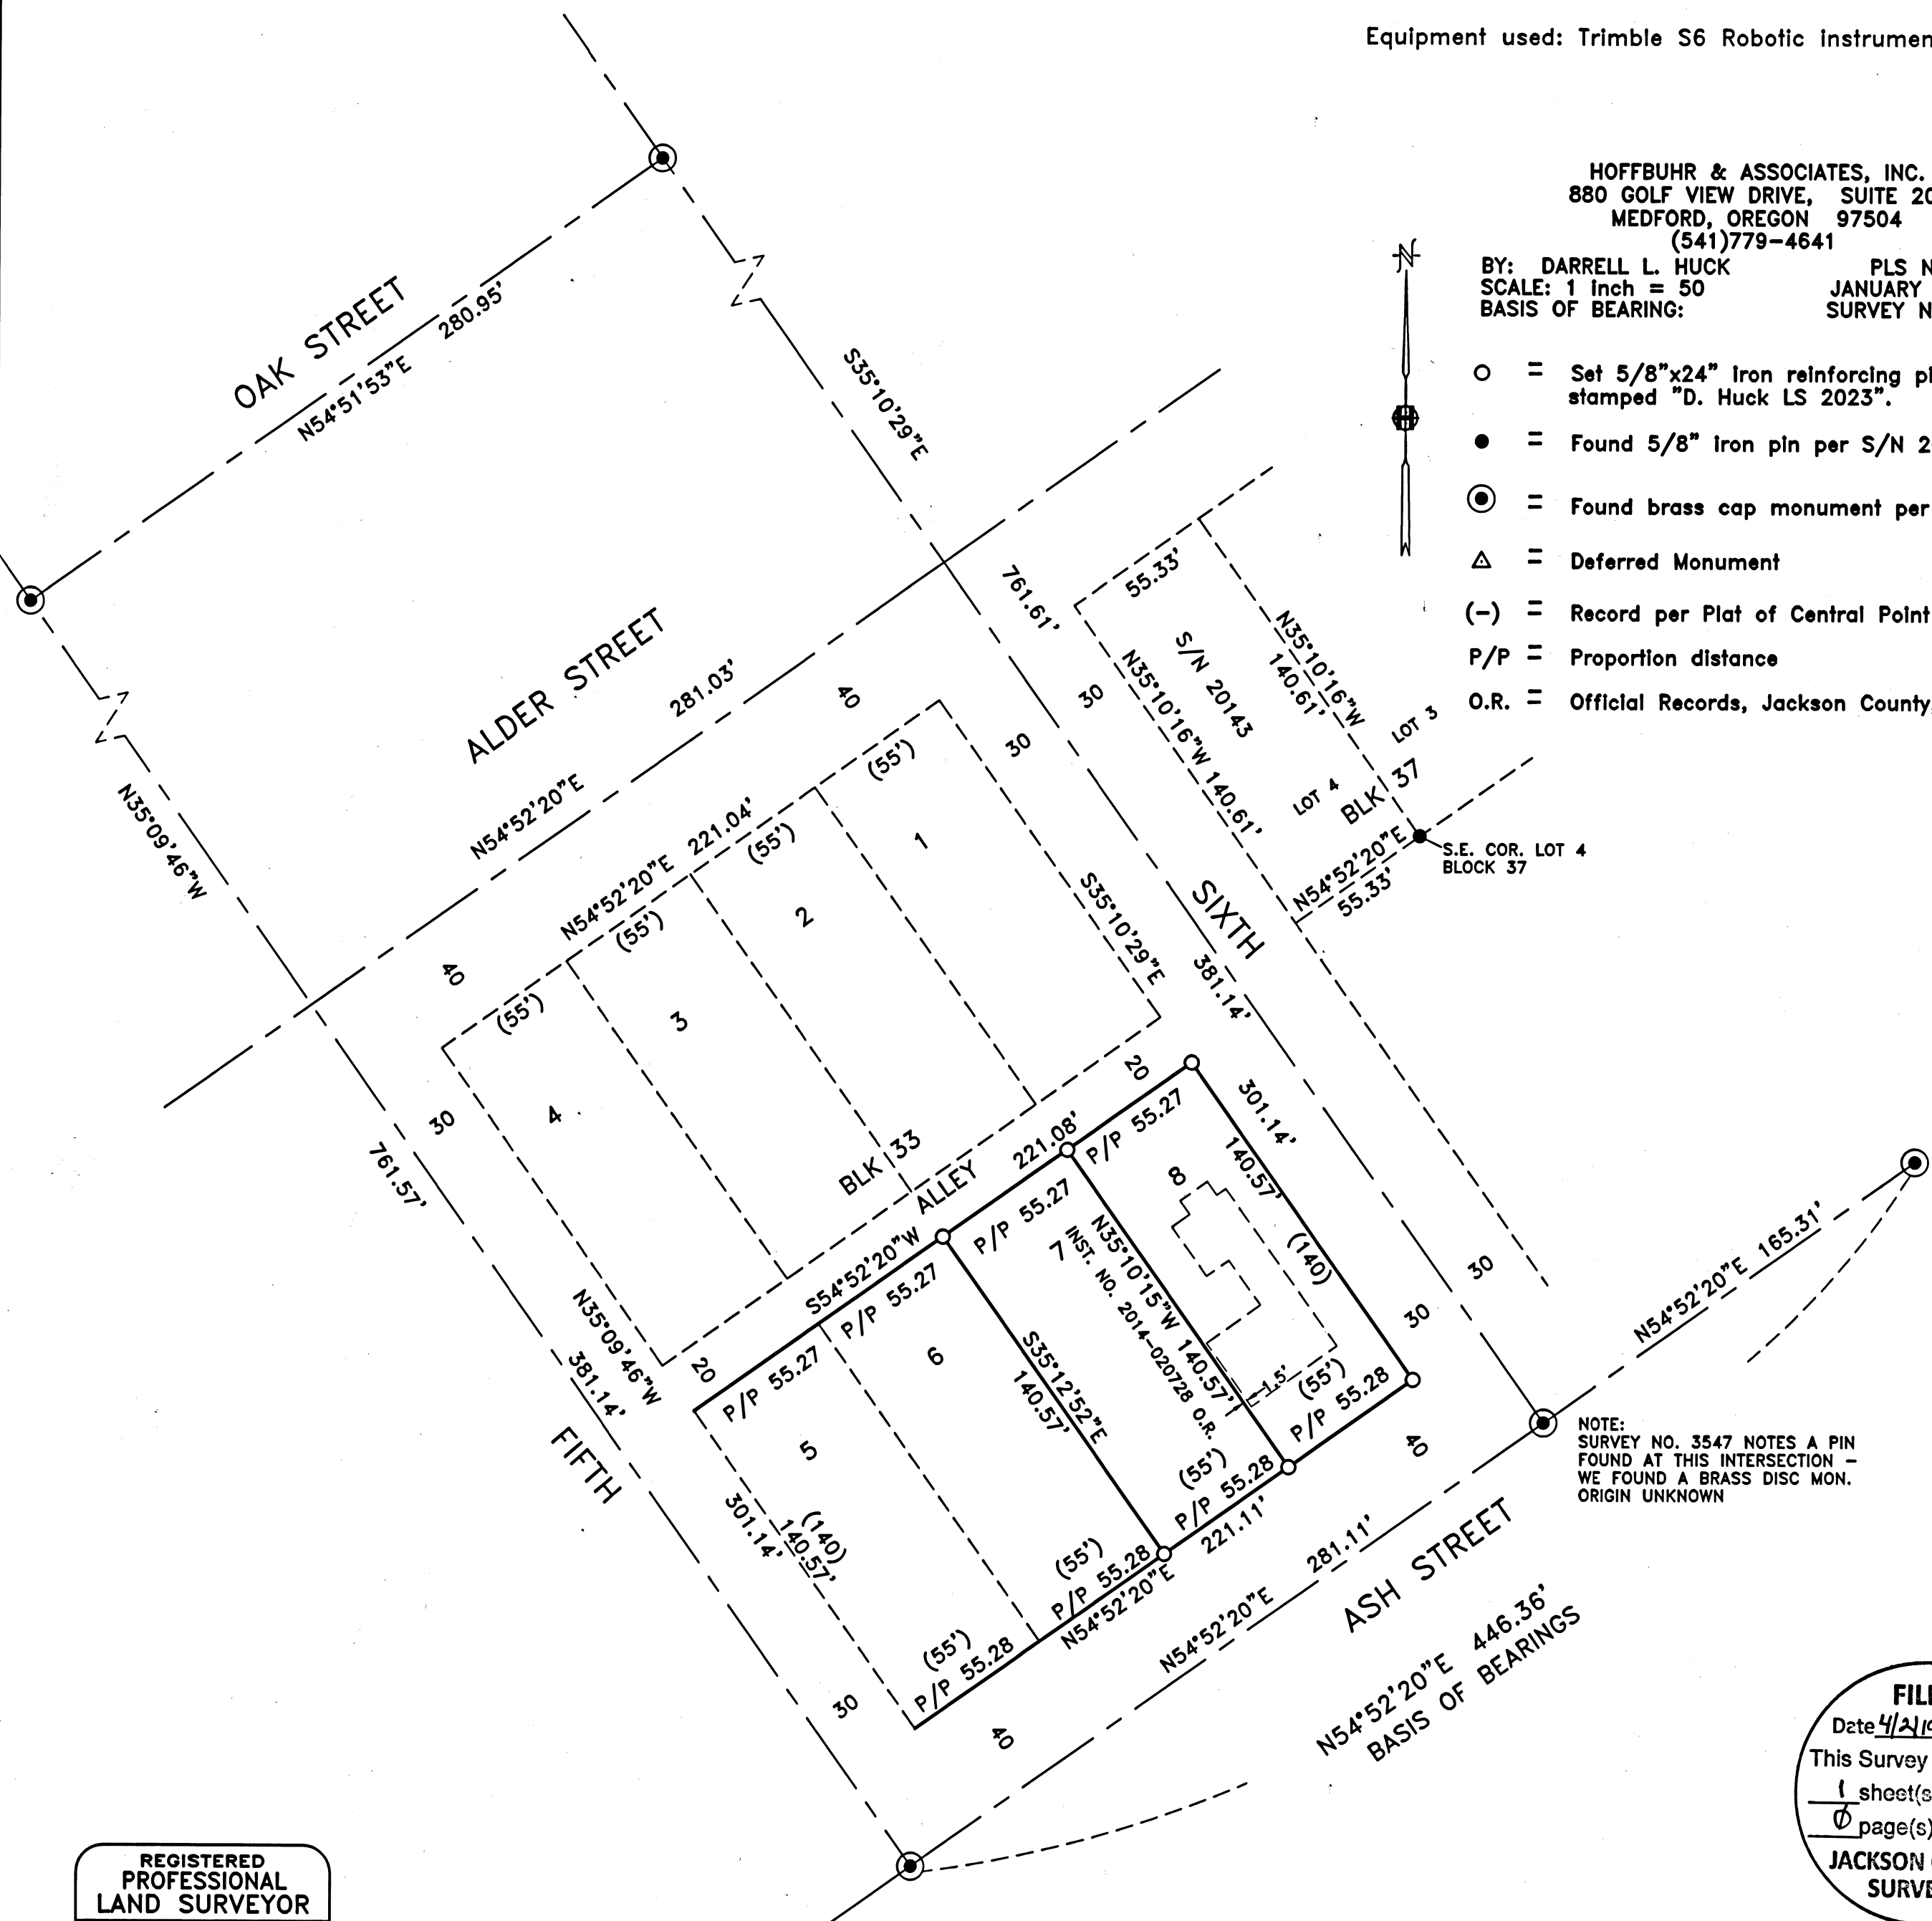 Equipment used: Trimble S6 Robotic instrumen
HOFFBUHR & ASSOCIATES, INC.
880 GOLF VIEW DRIVE, SUITE 20
MEDFORD, OREGON 97504
(541)779-4641
BY: DARRELL L. HUCK PLS N
SCALE: 1 inch = 50 JANUARY
BASIS OF BEARING: SURVEY N
N
H
= Set 5/8"x24" iron reinforcing pi
stamped "D. Huck LS 2023".
= Found 5/8" iron pin per S/N 2
= Found brass cap monument per
= Deferred Monument
(-) = Record per Plat of Central Point
P/P = Proportion distance
O.R. = Official Records, Jackson County
OAK STREET
N54°51'53"E 280.95'
S35°10'29"E
761.61'
ALDER STREET
281.03'
N54°52'20"E
40
40
30
30
N35°09'46"W
55.33'
S/N 20143
N35°10'16"W
140.61'
N35°10'16"W 140.61'
LOT 3
LOT 4
BLK 37
N54°52'20"E
55.33'
S.E. COR. LOT 4
BLOCK 37
N54°52'20"E 221.04'
(55')
(55')
(55')
(55')
1
2
3
4
S35°10'29"E
SIXTH
381.14'
301.14'
20
30
761.57'
BLK 33
ALLEY
221.08'
S54°52'20"W
N35°09'46"W
381.14'
20
FIFTH
P/P 55.27
P/P 55.27
P/P 55.27
P/P 55.27
5
6
7
8
140.57'
(140)
N35°10'15"W 140.57'
INST. NO. 2014-020728 O.R.
S35°12'52"E
140.57'
1.5'
(55')
P/P 55.28
(55')
P/P 55.28
(55')
P/P 55.28
(55')
P/P 55.28
301.14'
(140)
140.57'
N54°52'20"E
221.11'
30
30
40
30
40
N54°52'20"E 165.31'
NOTE:
SURVEY NO. 3547 NOTES A PIN
FOUND AT THIS INTERSECTION -
WE FOUND A BRASS DISC MON.
ORIGIN UNKNOWN
N54°52'20"E 281.11'
ASH STREET
N54°52'20"E 446.36'
BASIS OF BEARINGS
REGISTERED
PROFESSIONAL
LAND SURVEYOR
FIL
Date 4/2/19
This Survey
1 sheet(s
0 page(s)
JACKSON
SURVE